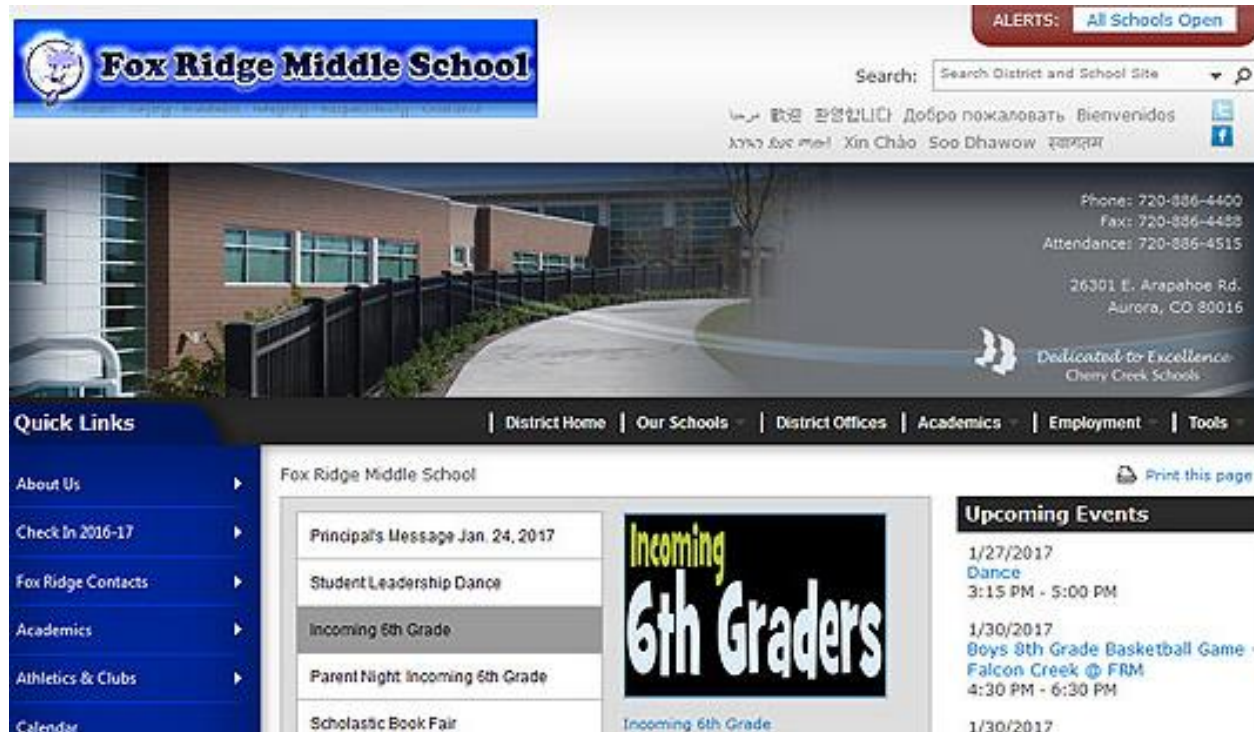 ALERTS: All Schools Open
Fox Ridge Middle School
Search: Search District and School Site
مرحبا 歡迎 환영합니다 Добро пожаловать Bienvenidos
Xin Chào Soo Dhawow स्वागतम
Phone: 720-886-4400
Fax: 720-886-4488
Attendance: 720-886-4515
26301 E. Arapahoe Rd.
Aurora, CO 80016
Dedicated to Excellence
Cherry Creek Schools
Quick Links
District Home
Our Schools
District Offices
Academics
Employment
Tools
About Us
Check In 2016-17
Fox Ridge Contacts
Academics
Athletics & Clubs
Calendar
Fox Ridge Middle School
Print this page
Principal's Message Jan. 24, 2017
Student Leadership Dance
Incoming 6th Grade
Parent Night Incoming 6th Grade
Scholastic Book Fair
Incoming
6th Graders
Incoming 6th Grade
Upcoming Events
1/27/2017
Dance
3:15 PM - 5:00 PM
1/30/2017
Boys 8th Grade Basketball Game -
Falcon Creek @ FRM
4:30 PM - 6:30 PM
1/30/2017